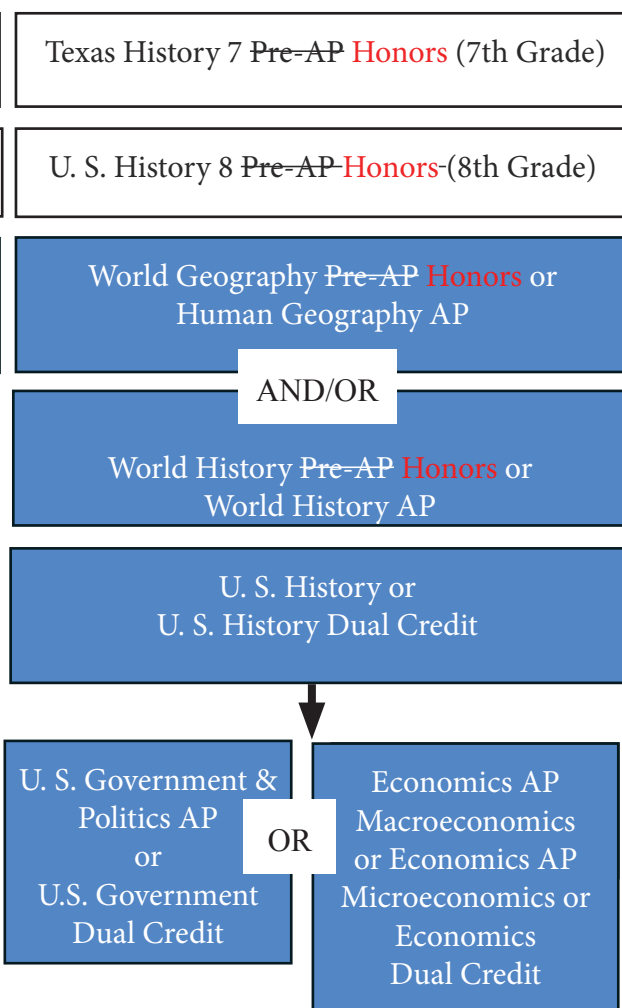 Texas History 7 Pre-AP Honors (7th Grade)
U. S. History 8 Pre-AP Honors (8th Grade)
World Geography Pre-AP Honors or
Human Geography AP
AND/OR
World History Pre-AP Honors or
World History AP
U. S. History or
U. S. History Dual Credit
U. S. Government &
Politics AP
or
U.S. Government
Dual Credit
OR
Economics AP
Macroeconomics
or Economics AP
Microeconomics or
Economics
Dual Credit